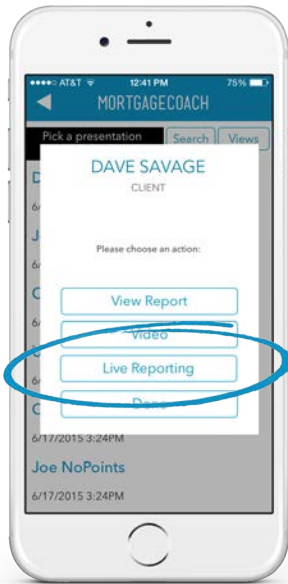 AT&T 12:41 PM 75%
MORTGAGECOACH
Pick a presentation Search Views
DAVE SAVAGE
CLIENT
Please choose an action:
View Report
Video
Live Reporting
Done
6/17/2015 3:24PM
Joe NoPoints
6/17/2015 3:24PM